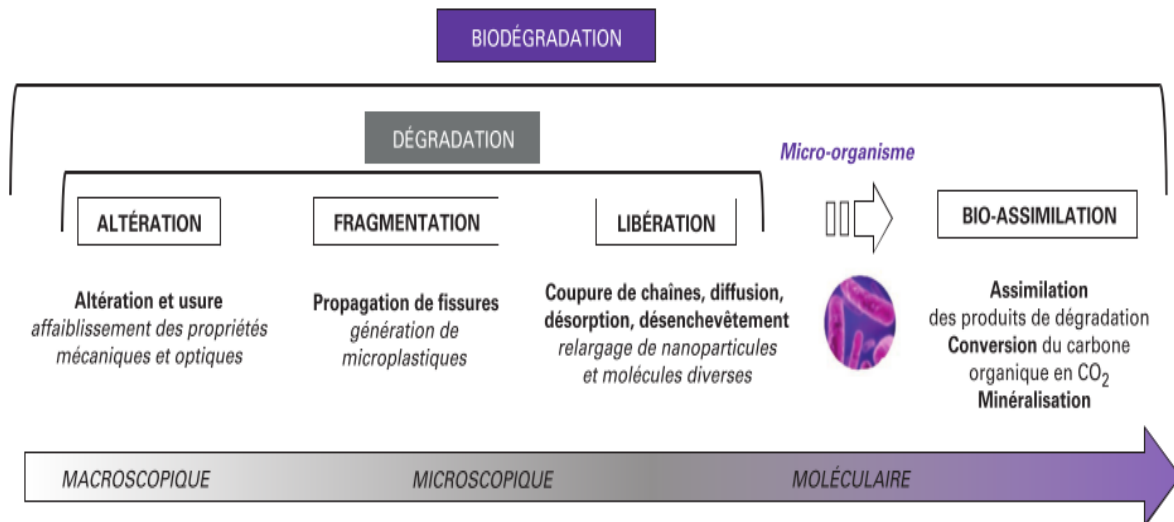 BIODÉGRADATION
DÉGRADATION
Micro-organisme
ALTÉRATION
FRAGMENTATION
LIBÉRATION
BIO-ASSIMILATION
Altération et usure
affaiblissement des propriétés
mécaniques et optiques
Propagation de fissures
génération de
microplastiques
Coupure de chaînes, diffusion,
désorption, désenchevêtement
relargage de nanoparticules
et molécules diverses
Assimilation
des produits de dégradation
Conversion du carbone
organique en CO₂
Minéralisation
MACROSCOPIQUE
MICROSCOPIQUE
MOLÉCULAIRE